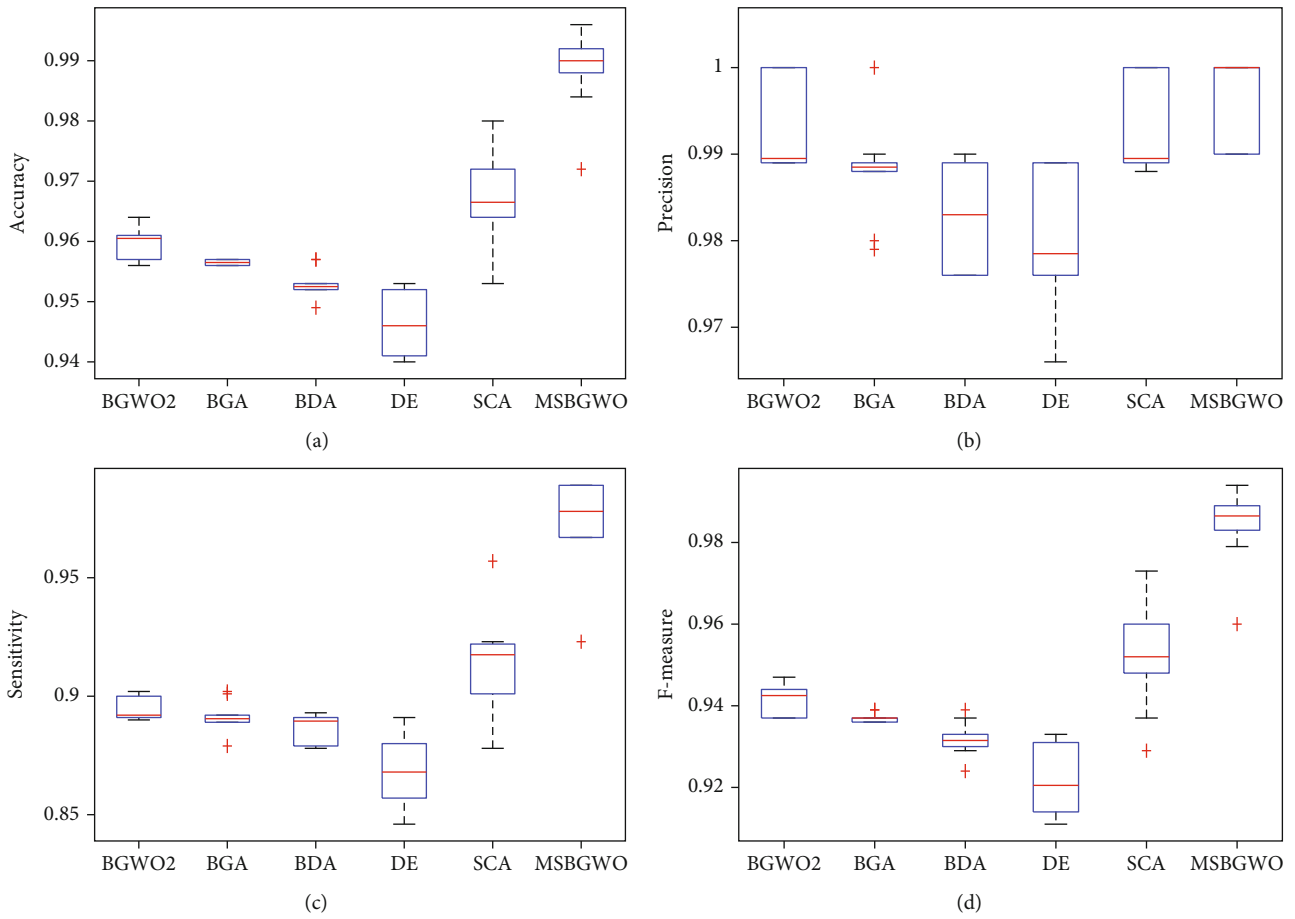 Accuracy
0.99
0.98
0.97
0.96
0.95
0.94
BGWO2 BGA BDA DE SCA MSBGWO
(a)
Precision
1
0.99
0.98
0.97
BGWO2 BGA BDA DE SCA MSBGWO
(b)
Sensitivity
0.95
0.9
0.85
BGWO2 BGA BDA DE SCA MSBGWO
(c)
F-measure
0.98
0.96
0.94
0.92
BGWO2 BGA BDA DE SCA MSBGWO
(d)